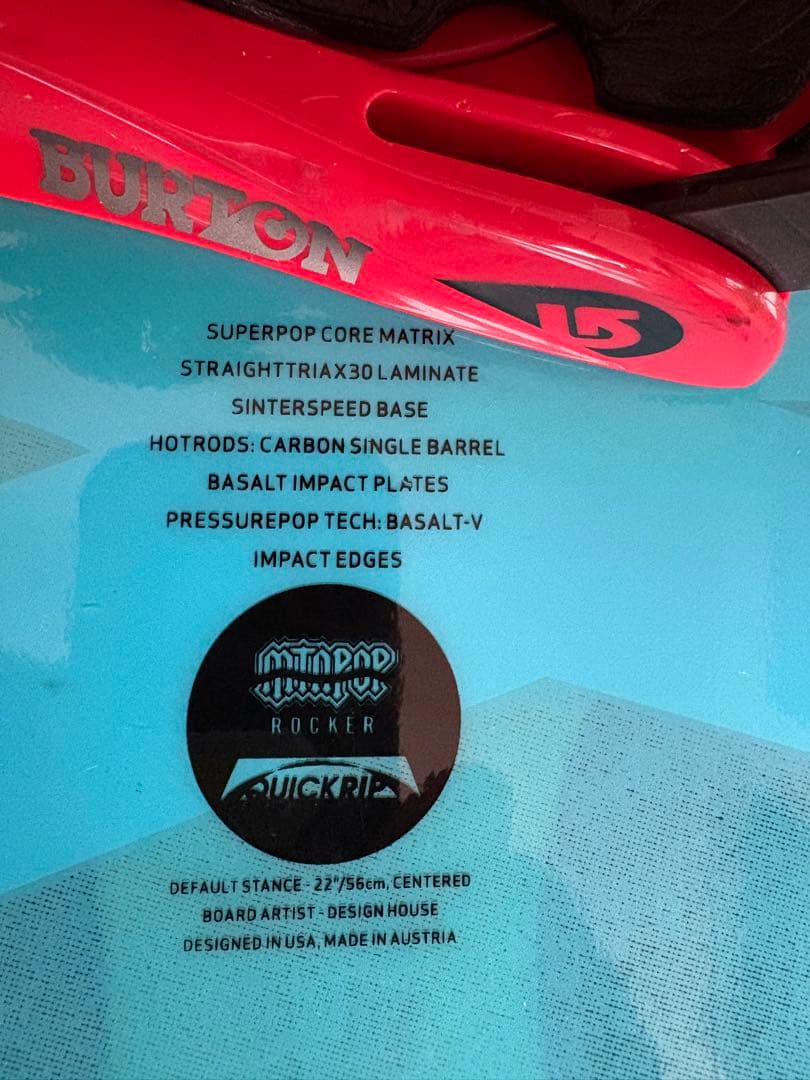 BURTON
SUPERPOP CORE MATRIX
STRAIGHTTRIAX30 LAMINATE
SINTERSPEED BASE
HOTRODS: CARBON SINGLE BARREL
BASALT IMPACT PLATES
PRESSUREPOP TECH: BASALT-V
IMPACT EDGES
ROCKER
QUICKRIP
DEFAULT STANCE - 22"/56cm, CENTERED
BOARD ARTIST - DESIGN HOUSE
DESIGNED IN USA, MADE IN AUSTRIA